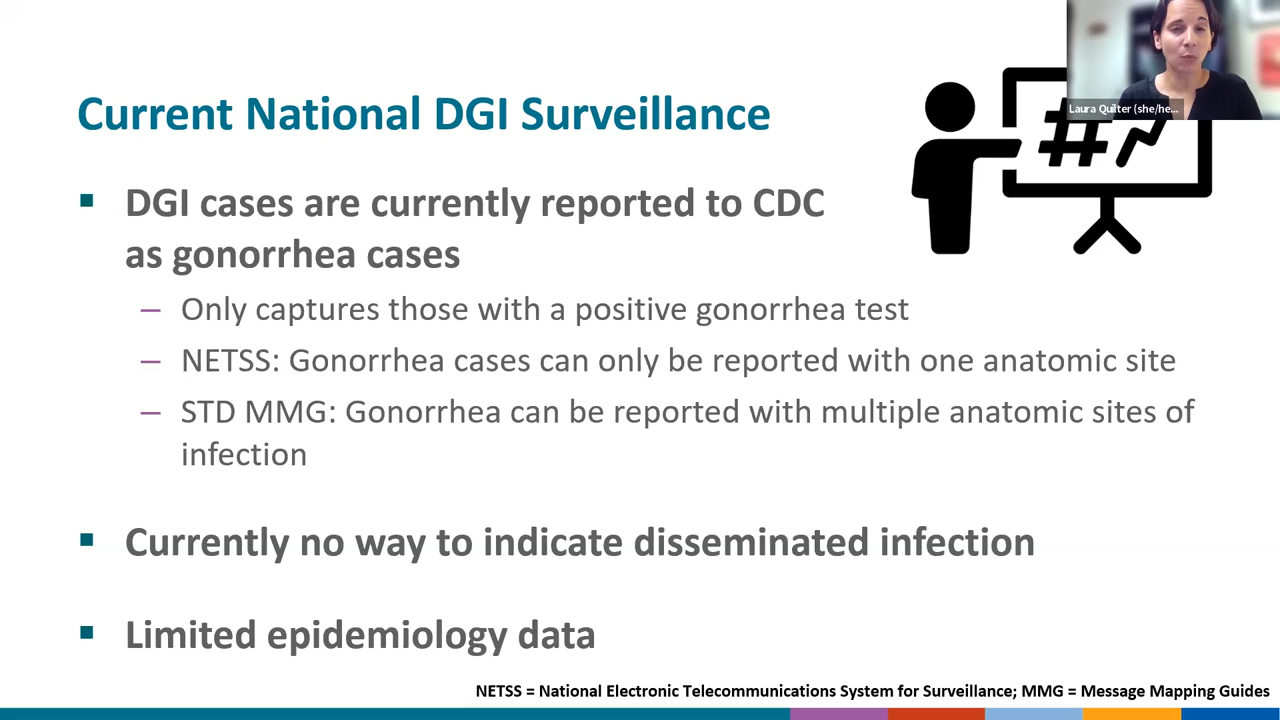 Laura Quilter (she/he...
Current National DGI Surveillance
#
▪ DGI cases are currently reported to CDC
as gonorrhea cases
– Only captures those with a positive gonorrhea test
– NETSS: Gonorrhea cases can only be reported with one anatomic site
– STD MMG: Gonorrhea can be reported with multiple anatomic sites of
infection
▪ Currently no way to indicate disseminated infection
▪ Limited epidemiology data
NETSS = National Electronic Telecommunications System for Surveillance; MMG = Message Mapping Guides